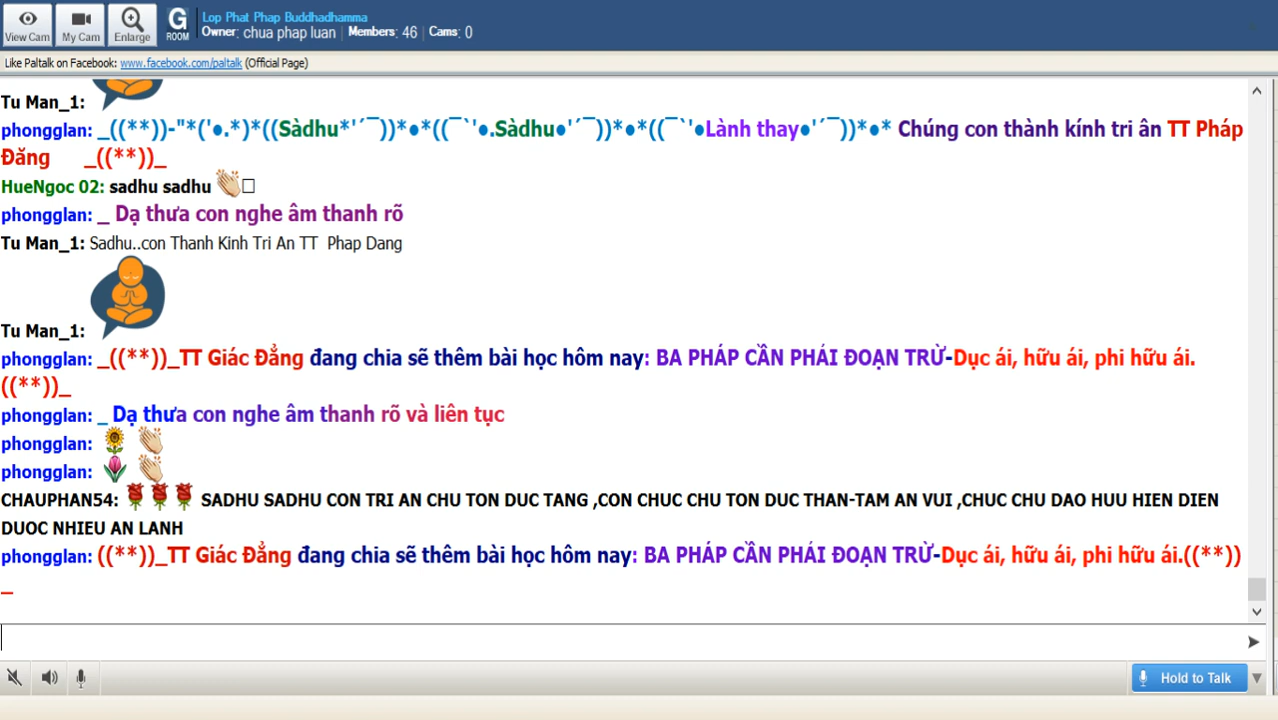 View Cam
My Cam
Enlarge
G
ROOM
Lop Phat Phap Buddhadhamma
Owner: chua phap luan | Members: 46 | Cams: 0
Like Paltalk on Facebook: www.facebook.com/paltalk (Official Page)
Tu Man_1:
phongglan: _((**))-"*('●.*)*((Sàdhu*'´¯))*●*((¯`'●.Sàdhu●'´¯))*●*((¯`'●Lành thay●'´¯))*●* Chúng con thành kính tri ân TT Pháp
Đăng _((**))_
HueNgoc 02: sadhu sadhu 👏□
phongglan: _ Dạ thưa con nghe âm thanh rõ
Tu Man_1: Sadhu..con Thanh Kinh Tri An TT Phap Dang
Tu Man_1:
phongglan: _((**))_TT Giác Đẳng đang chia sẽ thêm bài học hôm nay: BA PHÁP CẦN PHÁI ĐOẠN TRỪ-Dục ái, hữu ái, phi hữu ái.
((**))_
phongglan: _ Dạ thưa con nghe âm thanh rõ và liên tục
phongglan: 🌻 👏
phongglan: 🌷 👏
CHAUPHAN54: 🌹 🌹 🌹 SADHU SADHU CON TRI AN CHU TON DUC TANG ,CON CHUC CHU TON DUC THAN-TAM AN VUI ,CHUC CHU DAO HUU HIEN DIEN
DUOC NHIEU AN LANH
phongglan: ((**))_TT Giác Đẳng đang chia sẽ thêm bài học hôm nay: BA PHÁP CẦN PHÁI ĐOẠN TRỪ-Dục ái, hữu ái, phi hữu ái.((**))
_
Hold to Talk